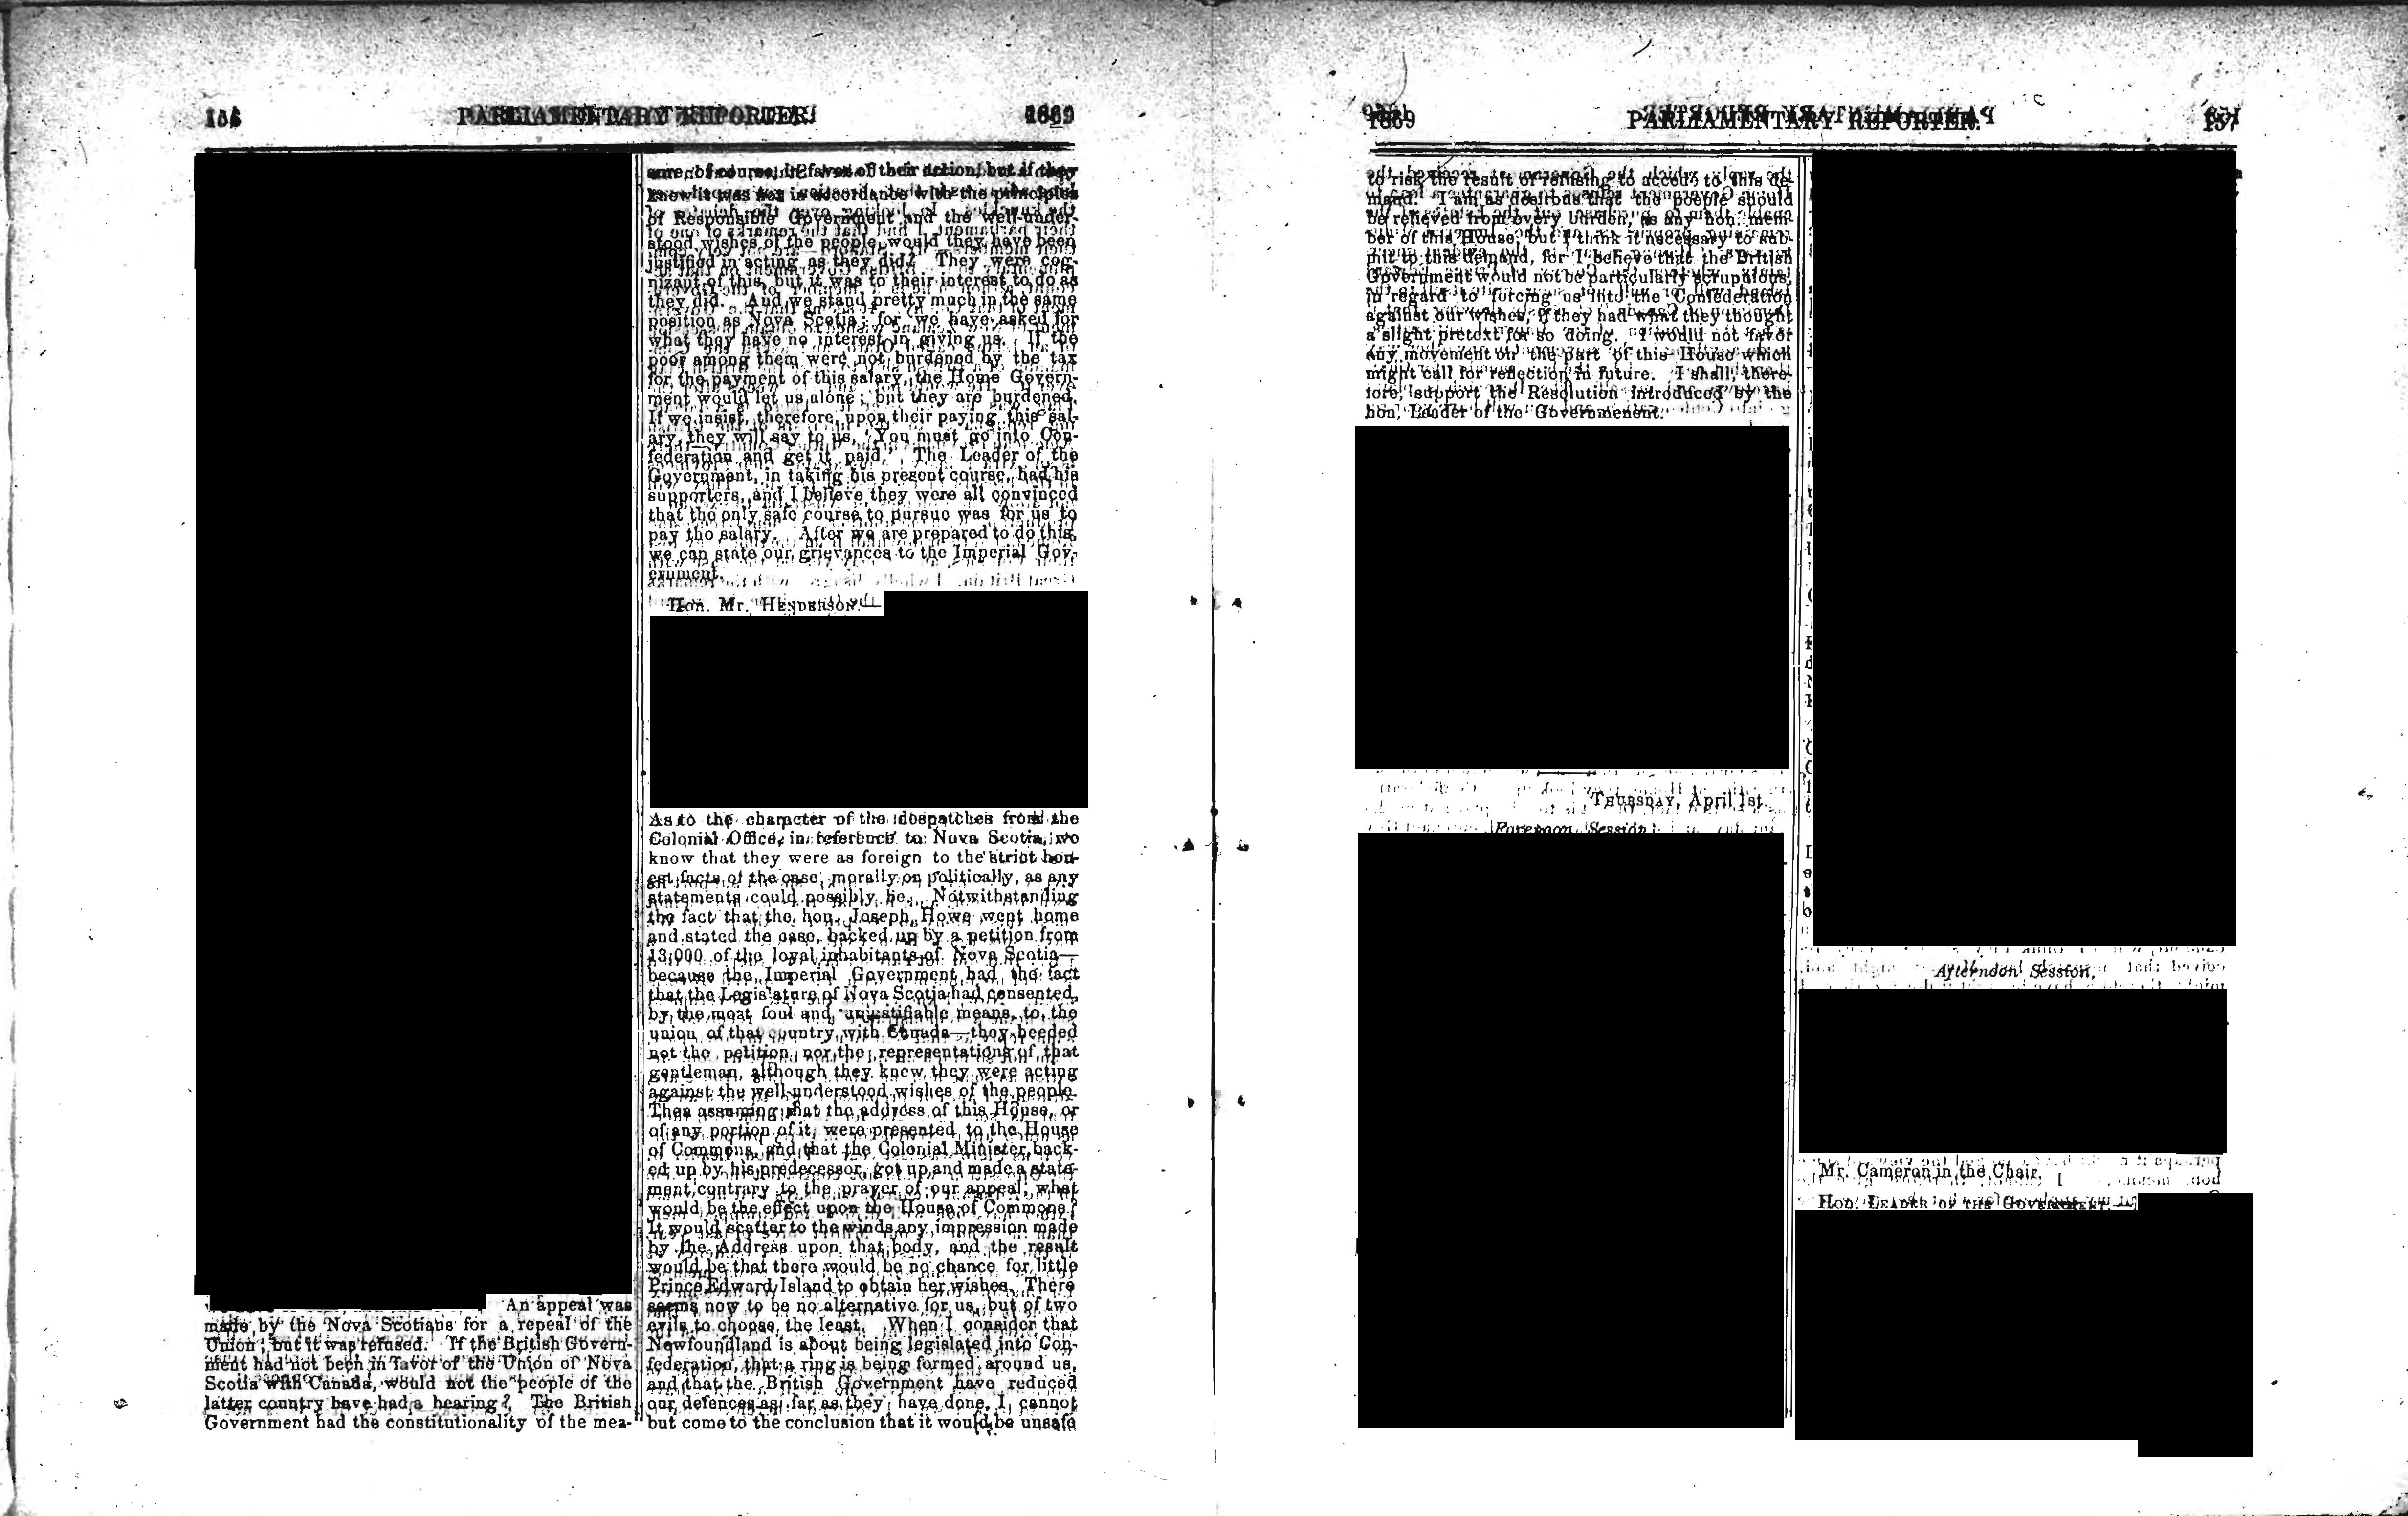 PARLIAMENTARY REPORTER.
1869
An appeal was
made by the Nova Scotians for a repeal of the
Union; but it was refused. If the British Govern-
ment had not been in favor of the Union of Nova
Scotia with Canada, would not the people of the
latter country have had a hearing? The British
Government had the constitutionality of the mea-
sure, of course, in favor of their action, but if they
knew it was not in accordance with the principles
of Responsible Government, and the well-under-
stood wishes of the people, would they have been
justified in acting as they did? They were cog-
nizant of this, but it was to their interest to do as
they did. And we stand pretty much in the same
position as Nova Scotia; for we have asked for
what they have no interest in giving us. If the
poor among them were not burdened by the tax
for the payment of this salary, the Home Govern-
ment would let us alone; but they are burdened.
If we insist, therefore, upon their paying this sal-
ary, they will say to us, "You must go into Con-
federation and get it paid." The Leader of the
Government, in taking his present course, had his
supporters, and I believe they were all convinced
that the only safe course to pursue was for us to
pay the salary. After we are prepared to do this,
we can state our grievances to the Imperial Gov-
ernment.
Hon. Mr. HENDERSON.—
As to the character of the despatches from the
Colonial Office, in reference to Nova Scotia, we
know that they were as foreign to the strict hon-
est facts of the case, morally or politically, as any
statements could possibly be. Notwithstanding
the fact that the hon. Joseph Howe went home
and stated the case, backed up by a petition from
13,000 of the loyal inhabitants of Nova Scotia—
because the Imperial Government had the fact
that the Legislature of Nova Scotia had consented,
by the most foul and unjustifiable means, to the
union of that country with Canada—they heeded
not the petition nor the representations of that
gentleman, although they knew they were acting
against the well-understood wishes of the people.
Then assuming that the address of this House, or
of any portion of it, were presented to the House
of Commons, and that the Colonial Minister, back-
ed up by his predecessor, got up and made a state-
ment contrary to the prayer of our appeal, what
would be the effect upon the House of Commons?
It would scatter to the winds any impression made
by the Address upon that body, and the result
would be that there would be no chance for little
Prince Edward Island to obtain her wishes. There
seems now to be no alternative for us, but of two
evils to choose the least. When I consider that
Newfoundland is about being legislated into Con-
federation, that a ring is being formed around us,
and that the British Government have reduced
our defences as far as they have done, I cannot
but come to the conclusion that it would be unsafe
1869
PARLIAMENTARY REPORTER.
157
to risk the result of refusing to accede to this de-
mand. I am as desirous that the poeple should
be relieved from every burden, as any hon. mem-
ber of this House; but I think it necessary to sub-
mit to this demand, for I believe that the British
Government would not be particularly scrupulous,
in regard to forcing us into the Confederation
against our wishes, if they had what they thought
a slight pretext for so doing. I would not favor
any movement on the part of this House which
might call for reflection in future. I shall, there-
fore, support the Resolution introduced by the
hon. Leader of the Governmenent.
THURSDAY, April 1st.
Forenoon Session.
Afternoon Session.
Mr. Cameron in the Chair.
Hon. LEADER OF THE GOVERNMENT.—